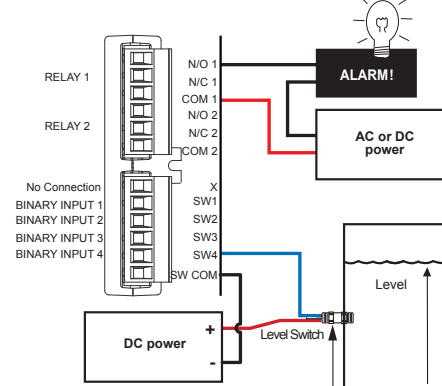 RELAY 1
RELAY 2
N/O 1
N/C 1
COM 1
N/O 2
N/C 2
COM 2
ALARM!
AC or DC
power
No Connection
BINARY INPUT 1
BINARY INPUT 2
BINARY INPUT 3
BINARY INPUT 4
X
SW1
SW2
SW3
SW4
SW COM
Level
Level Switch
DC power
+
-